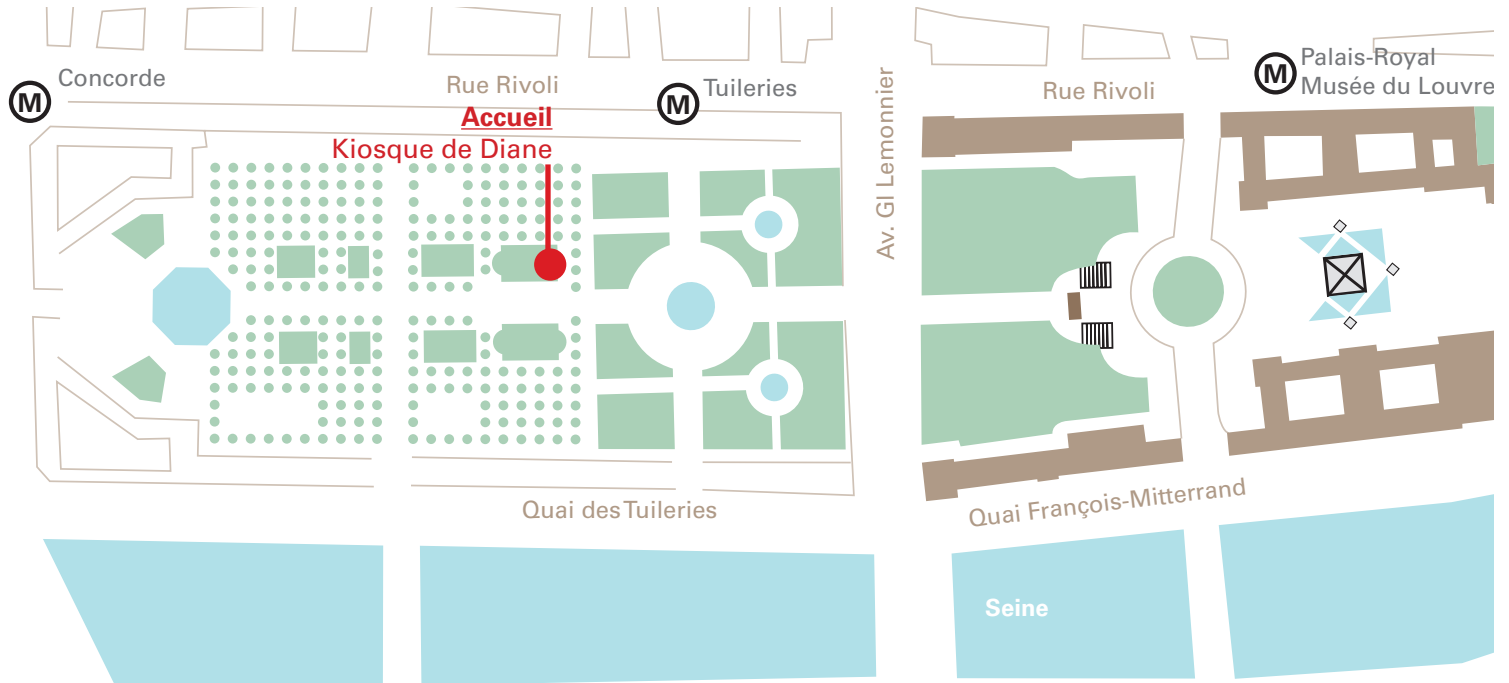 M
Concorde
Rue Rivoli
Accueil
Kiosque de Diane
M
Tuileries
Av. Gl Lemonnier
Rue Rivoli
M
Palais-Royal
Musée du Louvre
Quai des Tuileries
Quai François-Mitterrand
Seine